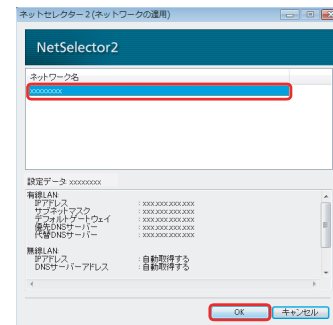 ネットセレクター2(ネットワークの運用)
NetSelector2
ネットワーク名
xxxxxxxx
設定データ xxxxxxxx
有線LAN:
IPアドレス : xxx.xxx.xxx.xxx
サブネットマスク : xxx.xxx.xxx.xxx
デフォルトゲートウェイ : xxx.xxx.xxx.xxx
優先DNSサーバー : xxx.xxx.xxx.xxx
代替DNSサーバー : xxx.xxx.xxx.xxx
無線LAN:
IPアドレス : 自動取得する
DNSサーバーアドレス : 自動取得する
OK キャンセル